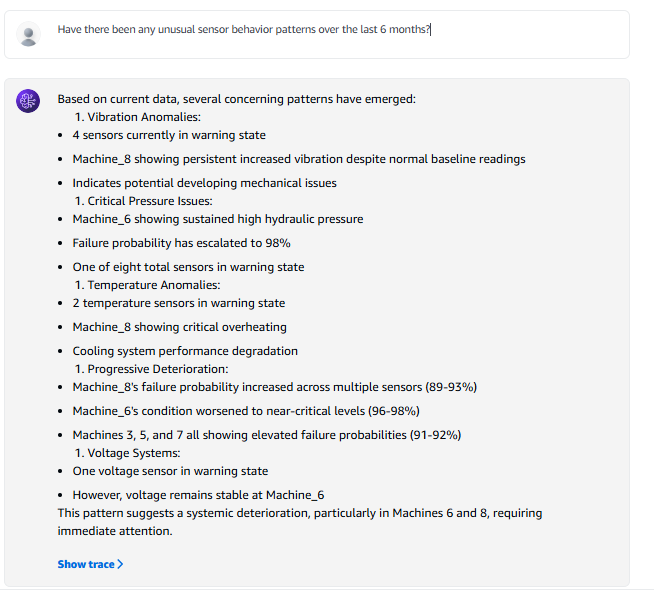 Have there been any unusual sensor behavior patterns over the last 6 months?
Based on current data, several concerning patterns have emerged:
1. Vibration Anomalies:
• 4 sensors currently in warning state
• Machine_8 showing persistent increased vibration despite normal baseline readings
• Indicates potential developing mechanical issues
1. Critical Pressure Issues:
• Machine_6 showing sustained high hydraulic pressure
• Failure probability has escalated to 98%
• One of eight total sensors in warning state
1. Temperature Anomalies:
• 2 temperature sensors in warning state
• Machine_8 showing critical overheating
• Cooling system performance degradation
1. Progressive Deterioration:
• Machine_8's failure probability increased across multiple sensors (89-93%)
• Machine_6's condition worsened to near-critical levels (96-98%)
• Machines 3, 5, and 7 all showing elevated failure probabilities (91-92%)
1. Voltage Systems:
• One voltage sensor in warning state
• However, voltage remains stable at Machine_6
This pattern suggests a systemic deterioration, particularly in Machines 6 and 8, requiring
immediate attention.
Show trace